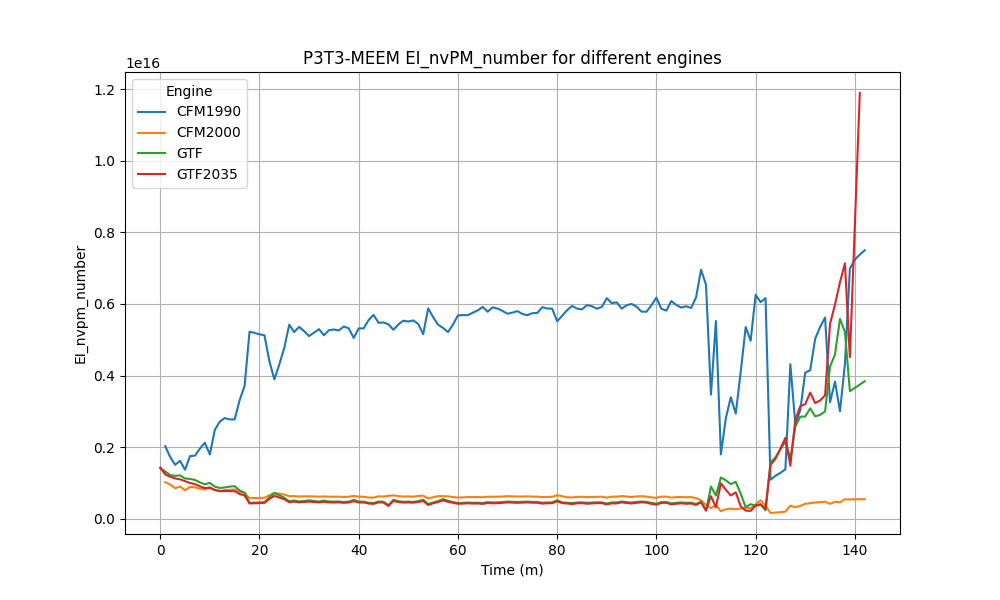 P3T3-MEEM EI_nvPM_number for different engines
1e16
1.2
1.0
0.8
0.6
0.4
0.2
0.0
EI_nvpm_number
Engine
CFM1990
CFM2000
GTF
GTF2035
0
20
40
60
80
100
120
140
Time (m)